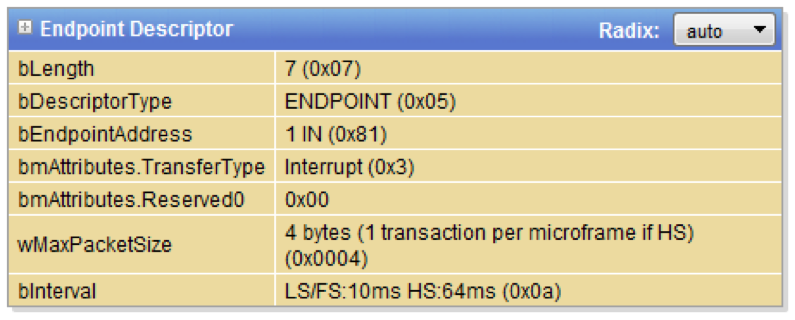 Endpoint Descriptor Radix: auto
bLength 7 (0x07)
bDescriptorType ENDPOINT (0x05)
bEndpointAddress 1 IN (0x81)
bmAttributes.TransferType Interrupt (0x3)
bmAttributes.Reserved0 0x00
wMaxPacketSize 4 bytes (1 transaction per microframe if HS)
(0x0004)
bInterval LS/FS:10ms HS:64ms (0x0a)